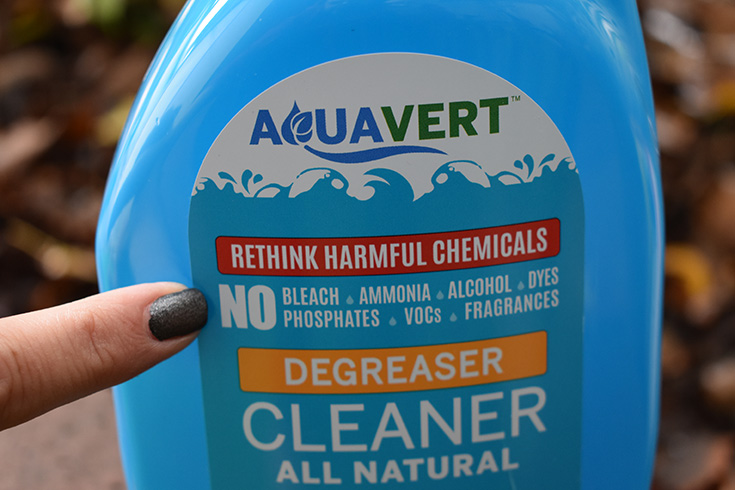 AQUAVERT™
RETHINK HARMFUL CHEMICALS
NO BLEACH AMMONIA ALCOHOL DYES
PHOSPHATES VOCs FRAGRANCES
DEGREASER
CLEANER
ALL NATURAL